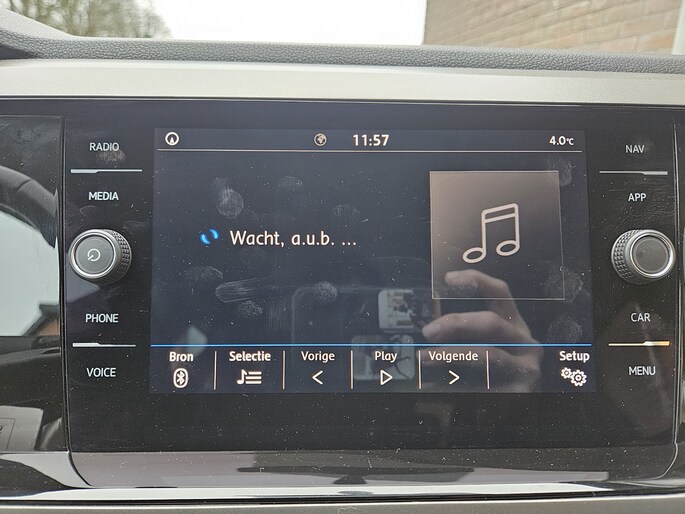 RADIO
MEDIA
PHONE
VOICE
11:57
4.0°C
Wacht, a.u.b. ...
Bron
Selectie
Vorige
Play
Volgende
Setup
NAV
APP
CAR
MENU